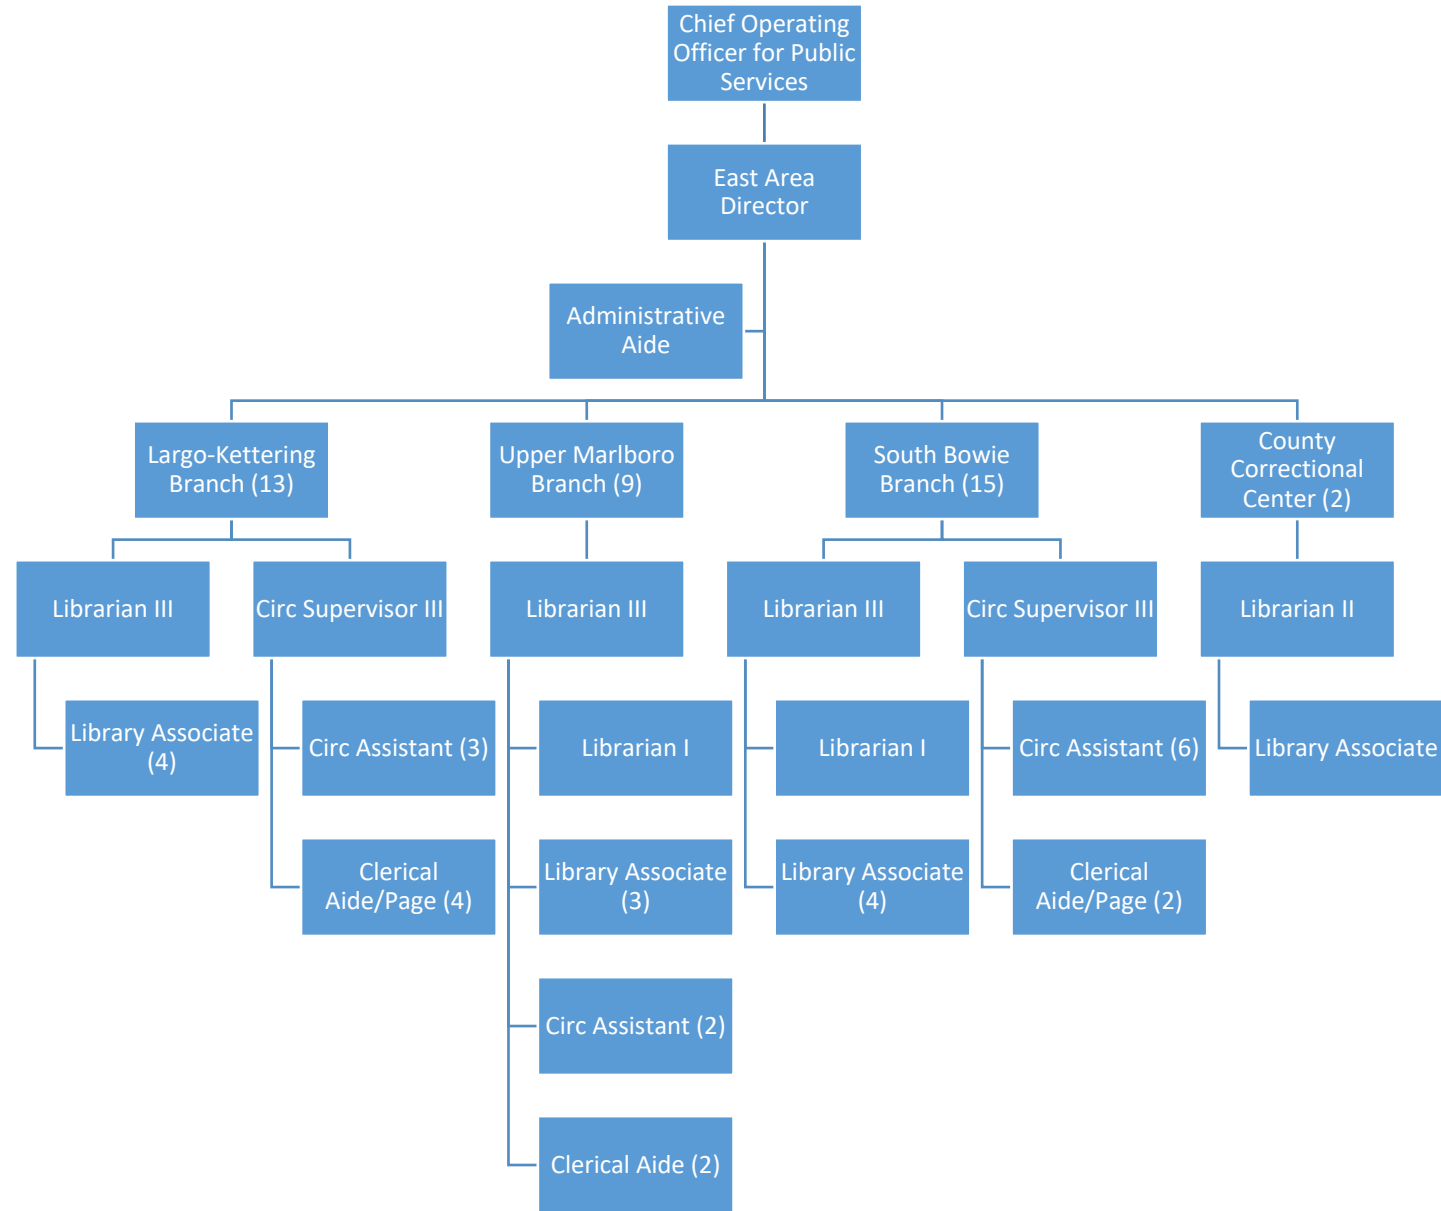 Chief Operating
Officer for Public
Services
East Area
Director
Administrative
Aide
Largo-Kettering
Branch (13)
Upper Marlboro
Branch (9)
South Bowie
Branch (15)
County
Correctional
Center (2)
Librarian III
Circ Supervisor III
Librarian III
Librarian III
Circ Supervisor III
Librarian II
Library Associate
(4)
Circ Assistant (3)
Librarian I
Librarian I
Circ Assistant (6)
Library Associate
Clerical
Aide/Page (4)
Library Associate
(3)
Library Associate
(4)
Clerical
Aide/Page (2)
Circ Assistant (2)
Clerical Aide (2)